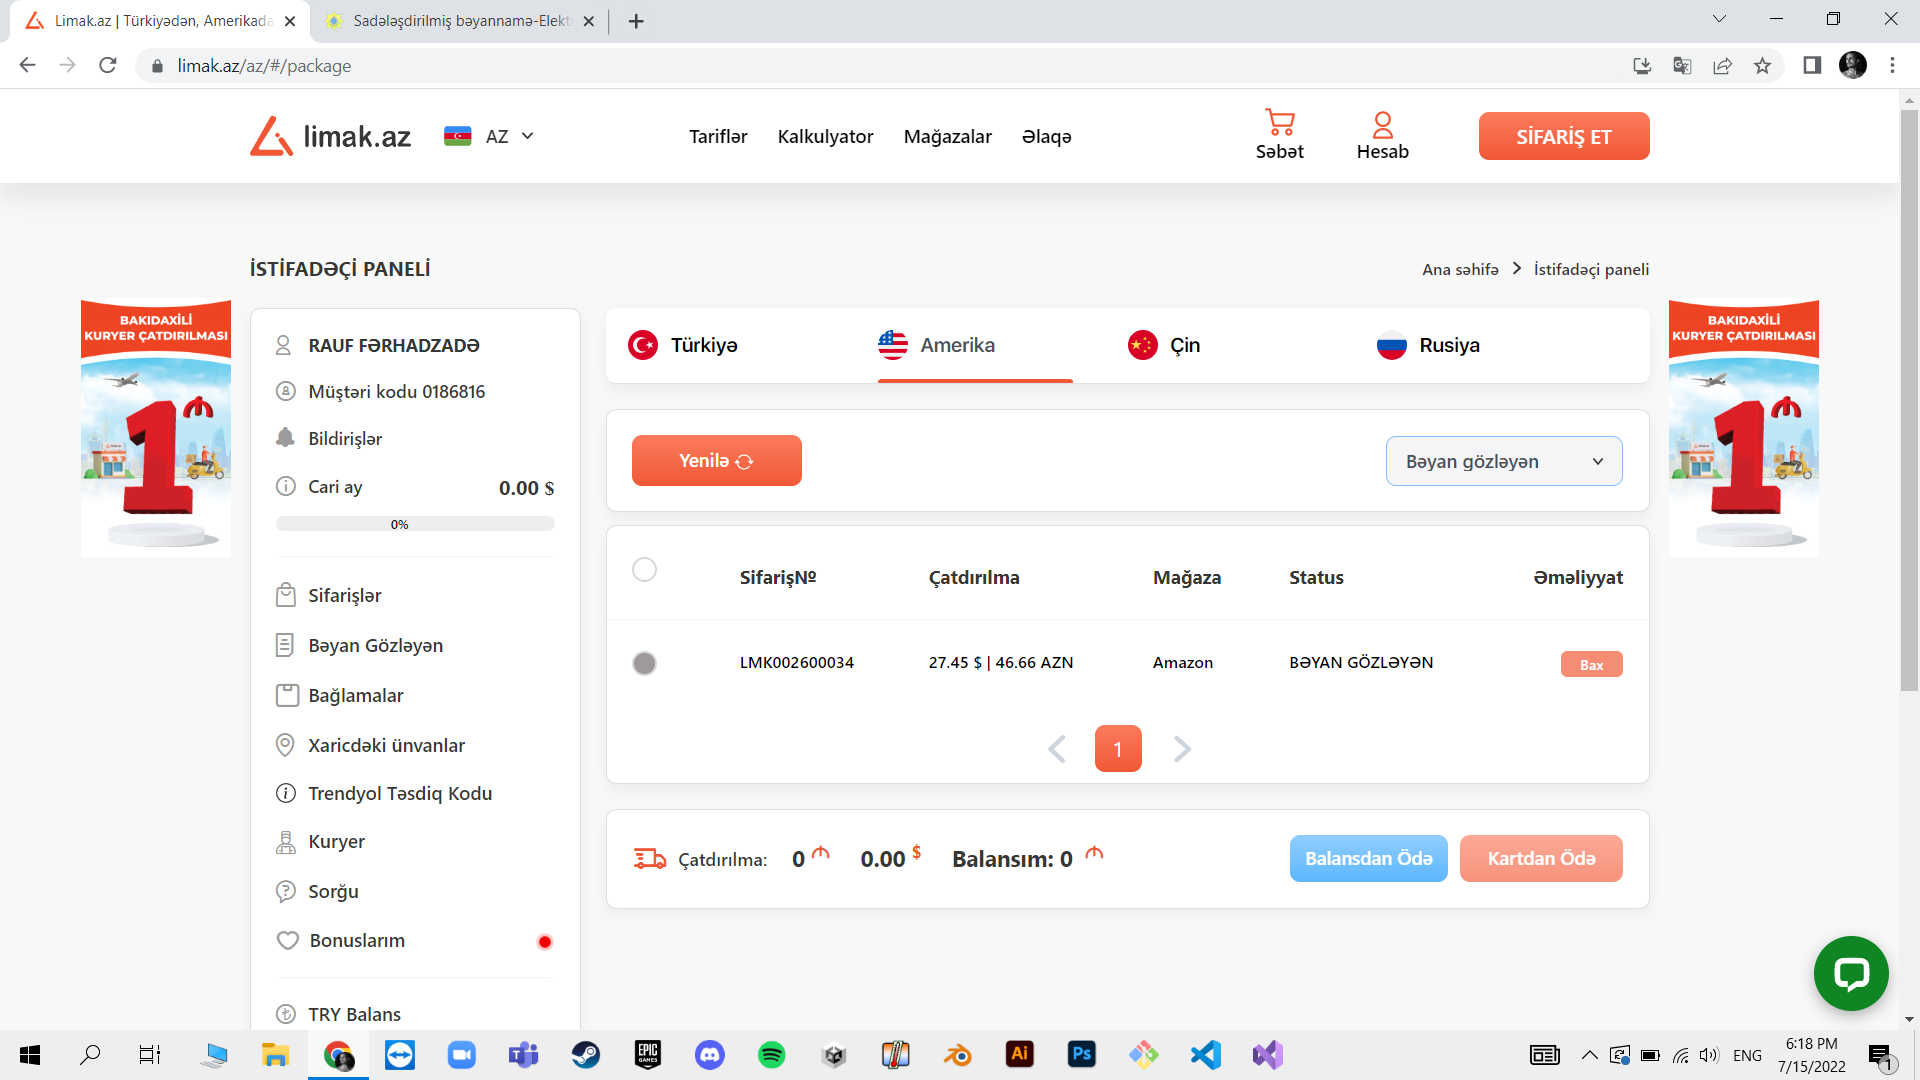 Limak.az | Türkiyədən, Amerikada
Sadələşdirilmiş bəyannamə-Elekt
limak.az/az/#/package
limak.az
AZ
Tariflər
Kalkulyator
Mağazalar
Əlaqə
Səbət
Hesab
SİFARİŞ ET
İSTİFADƏÇİ PANELİ
Ana səhifə
İstifadəçi paneli
BAKIDAXİLİ
KURYER ÇATDIRILMASI
1
RAUF FƏRHADZADƏ
Müştəri kodu 0186816
Bildirişlər
Cari ay
0.00 $
0%
Sifarişlər
Bəyan Gözləyən
Bağlamalar
Xaricdəki ünvanlar
Trendyol Təsdiq Kodu
Kuryer
Sorğu
Bonuslarım
TRY Balans
Türkiyə
Amerika
Çin
Rusiya
Yenilə
Bəyan gözləyən
Sifariş№
Çatdırılma
Mağaza
Status
Əməliyyat
LMK002600034
27.45 $ | 46.66 AZN
Amazon
BƏYAN GÖZLƏYƏN
Bax
1
Çatdırılma:
0 ₼
0.00 $
Balansım: 0 ₼
Balansdan Ödə
Kartdan Ödə
BAKIDAXİLİ
KURYER ÇATDIRILMASI
1
EPIC
GAMES
Ai
Ps
ENG
6:18 PM
7/15/2022
1